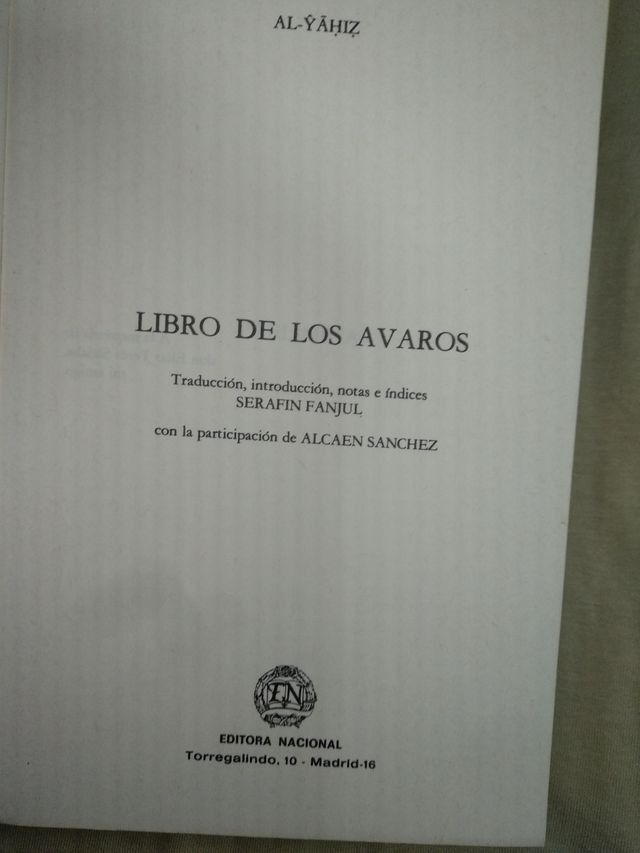 AL-ŶĀḤIẒ
LIBRO DE LOS AVAROS
Traducción, introducción, notas e índices
SERAFIN FANJUL
con la participación de ALCAEN SANCHEZ
EN
EDITORA NACIONAL
Torregalindo, 10 - Madrid-16